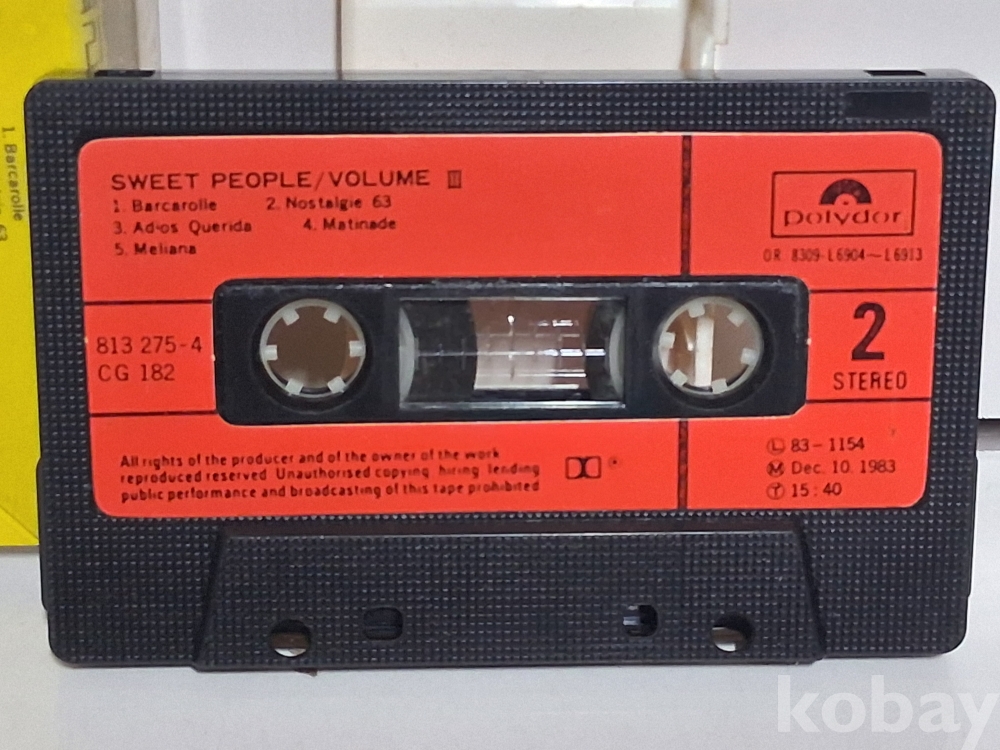 SWEET PEOPLE/VOLUME III
1. Barcarolle 2. Nostalgie 63
3. Adios Querida 4. Matinade
5. Meliana
polydor
OR 8309-L6904~L6913
813 275-4
CG 182
2
STEREO
All rights of the producer and of the owner of the work
reproduced reserved Unauthorised copying hiring lending
public performance and broadcasting of this tape prohibited
Ⓛ 83-1154
Ⓜ Dec. 10. 1983
Ⓣ 15:40
1. Barcarolle
kobay